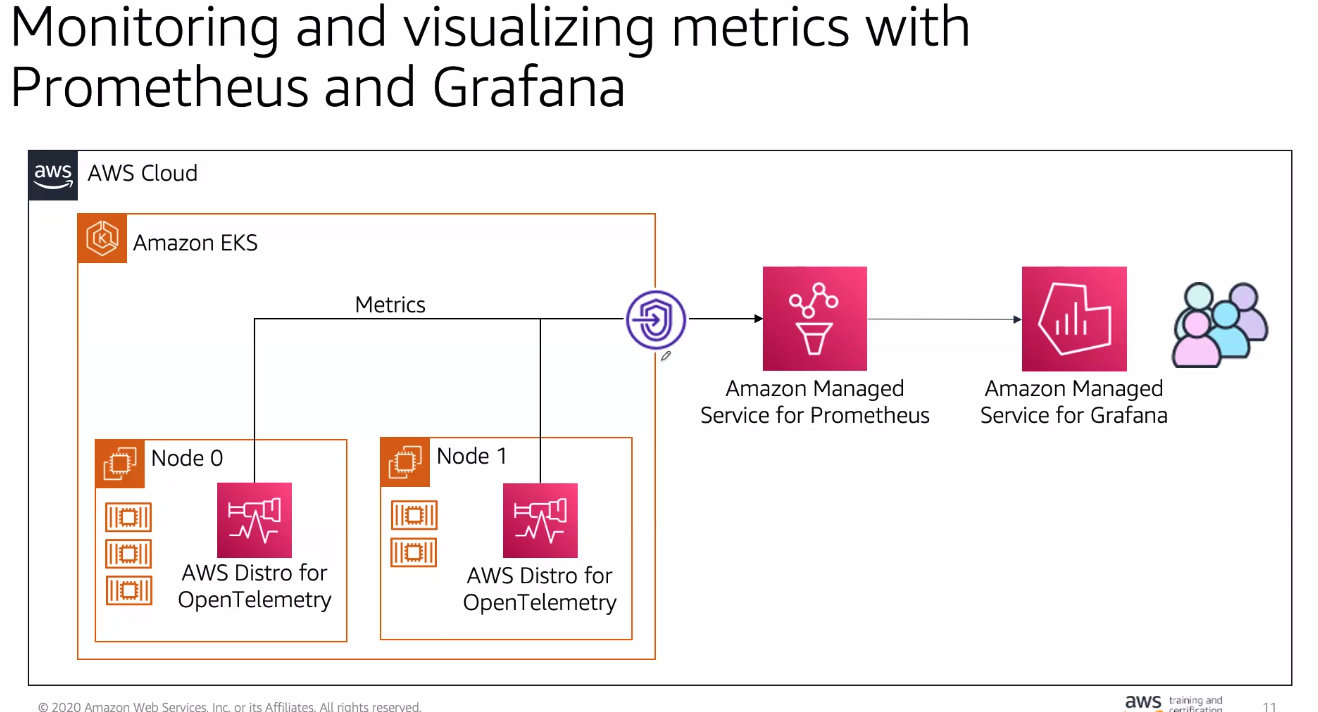 Monitoring and visualizing metrics with
Prometheus and Grafana
aws
AWS Cloud
K
Amazon EKS
Metrics
Amazon Managed
Service for Prometheus
Amazon Managed
Service for Grafana
Node 0
Node 1
AWS Distro for
OpenTelemetry
AWS Distro for
OpenTelemetry
© 2020 Amazon Web Services, Inc. or its Affiliates. All rights reserved.
aws
training and
certification
11